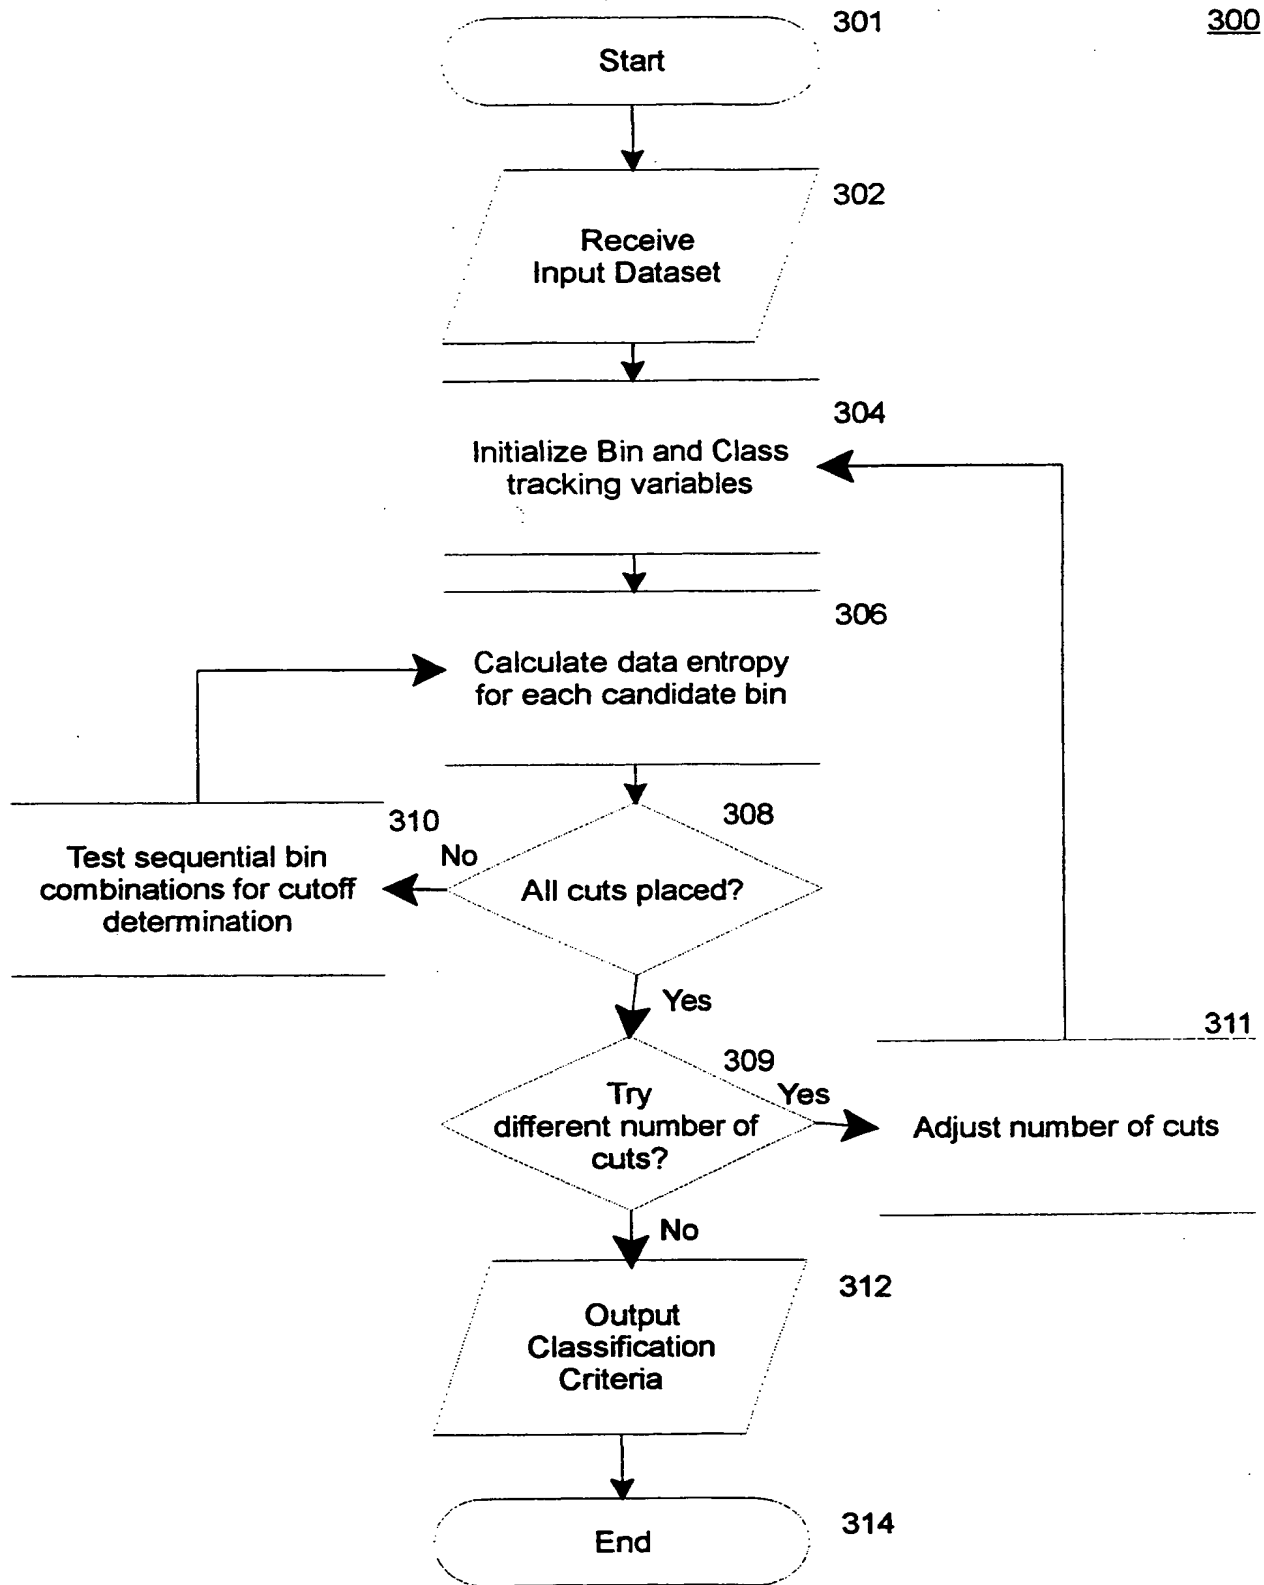 301
300
Start
302
Receive
Input Dataset
304
Initialize Bin and Class
tracking variables
306
Calculate data entropy
for each candidate bin
308
310
No
Test sequential bin
combinations for cutoff
determination
All cuts placed?
Yes
311
309
Try
different number of
cuts?
Yes
Adjust number of cuts
No
312
Output
Classification
Criteria
314
End